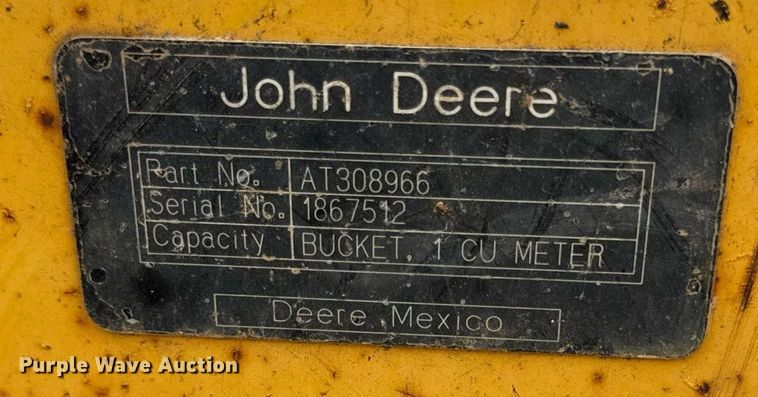 John Deere
Part No. AT308966
Serial No. 1867512
Capacity BUCKET, 1 CU METER
Deere Mexico
Purple Wave Auction